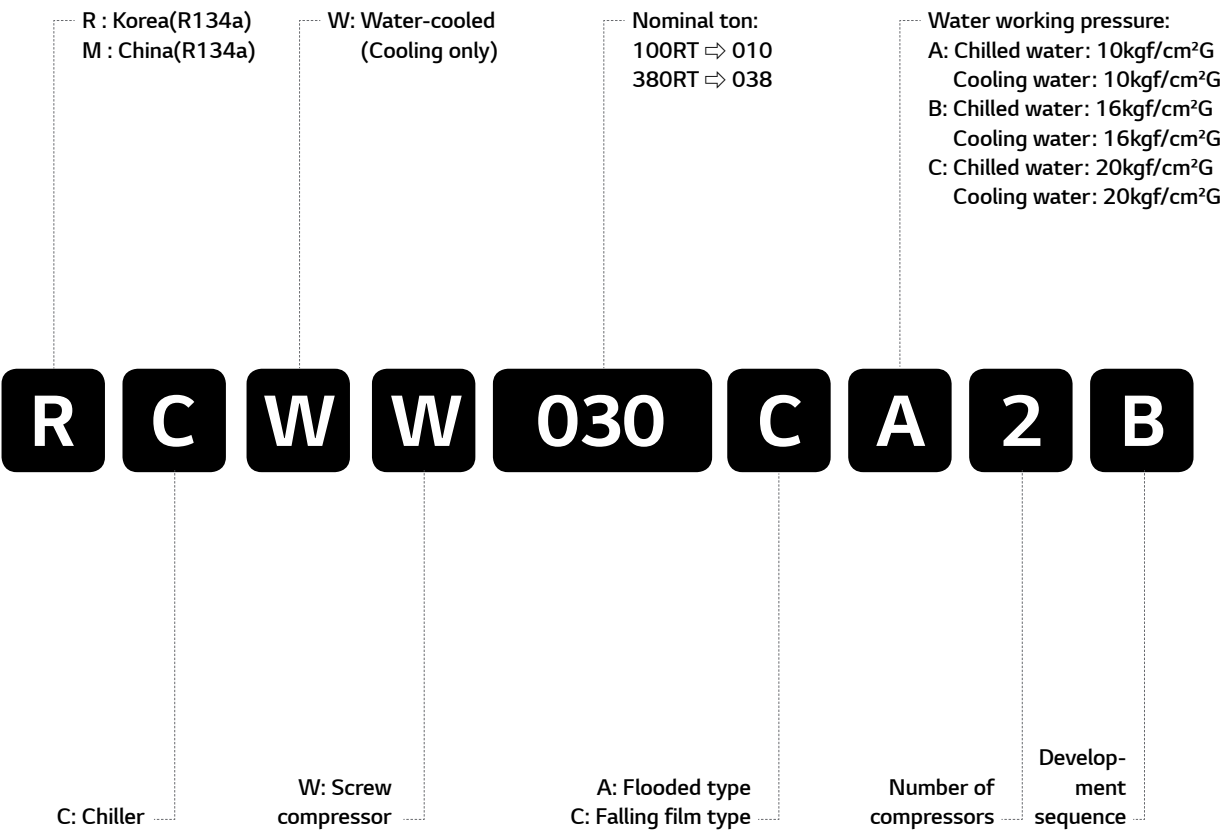 R : Korea(R134a)
M : China(R134a)
W: Water-cooled
(Cooling only)
Nominal ton:
100RT ⇨ 010
380RT ⇨ 038
Water working pressure:
A: Chilled water: 10kgf/cm²G
Cooling water: 10kgf/cm²G
B: Chilled water: 16kgf/cm²G
Cooling water: 16kgf/cm²G
C: Chilled water: 20kgf/cm²G
Cooling water: 20kgf/cm²G
R C W W 030 C A 2 B
C: Chiller
W: Screw
compressor
A: Flooded type
C: Falling film type
Number of
compressors
Develop-
ment
sequence